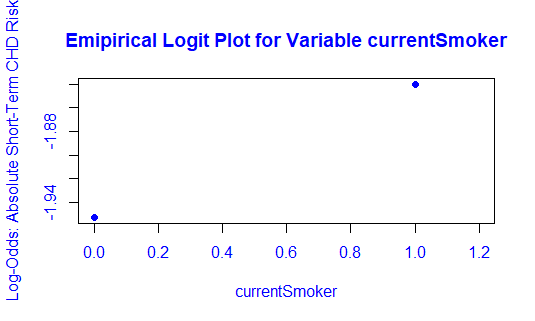 Emipirical Logit Plot for Variable currentSmoker
Log-Odds: Absolute Short-Term CHD Risk
-1.88
-1.94
0.0 0.2 0.4 0.6 0.8 1.0 1.2
currentSmoker